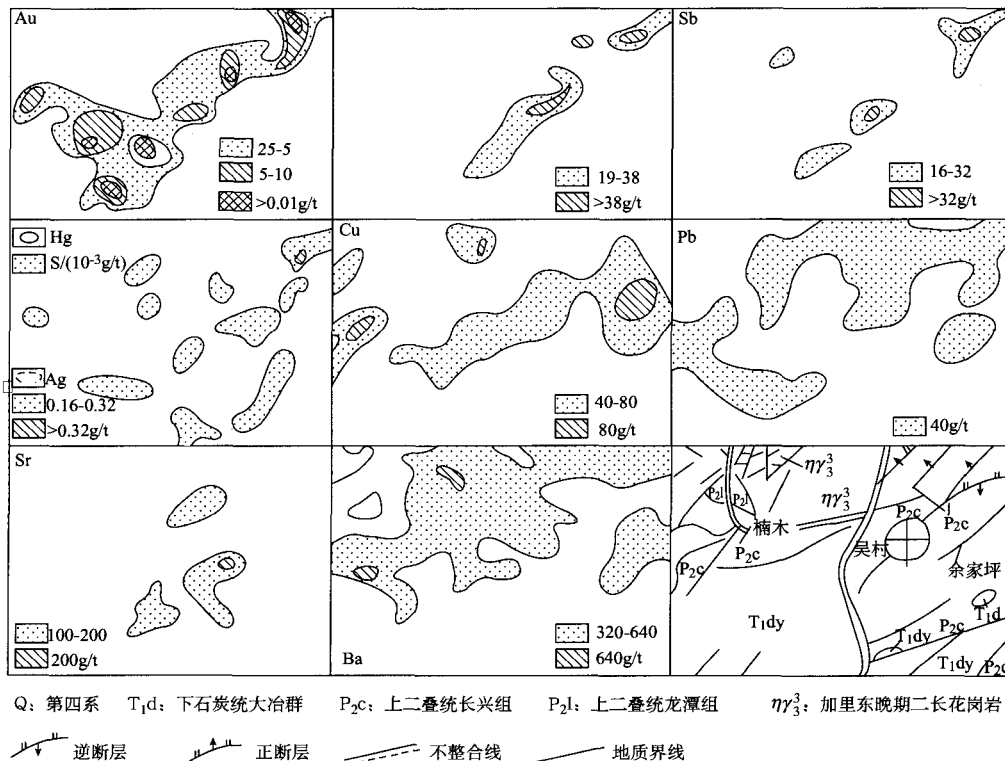 Au
25-5
5-10
>0.01g/t
19-38
>38g/t
Sb
16-32
>32g/t
Hg
S/(10⁻³g/t)
Ag
0.16-0.32
>0.32g/t
Cu
40-80
80g/t
Pb
40g/t
Sr
100-200
200g/t
Ba
320-640
640g/t
ηγ₃³
P₂l
P₂l
ηγ₃³
楠木
P₂c
P₂c
P₂c
P₂c
吴村
余家坪
T₁dy
T₁d
P₂c
T₁dy
T₁dy
P₂c
Q：第四系 T₁d：下石炭统大冶群 P₂c：上二叠统长兴组 P₂l：上二叠统龙潭组 ηγ₃³：加里东晚期二长花岗岩
逆断层 正断层 不整合线 地质界线